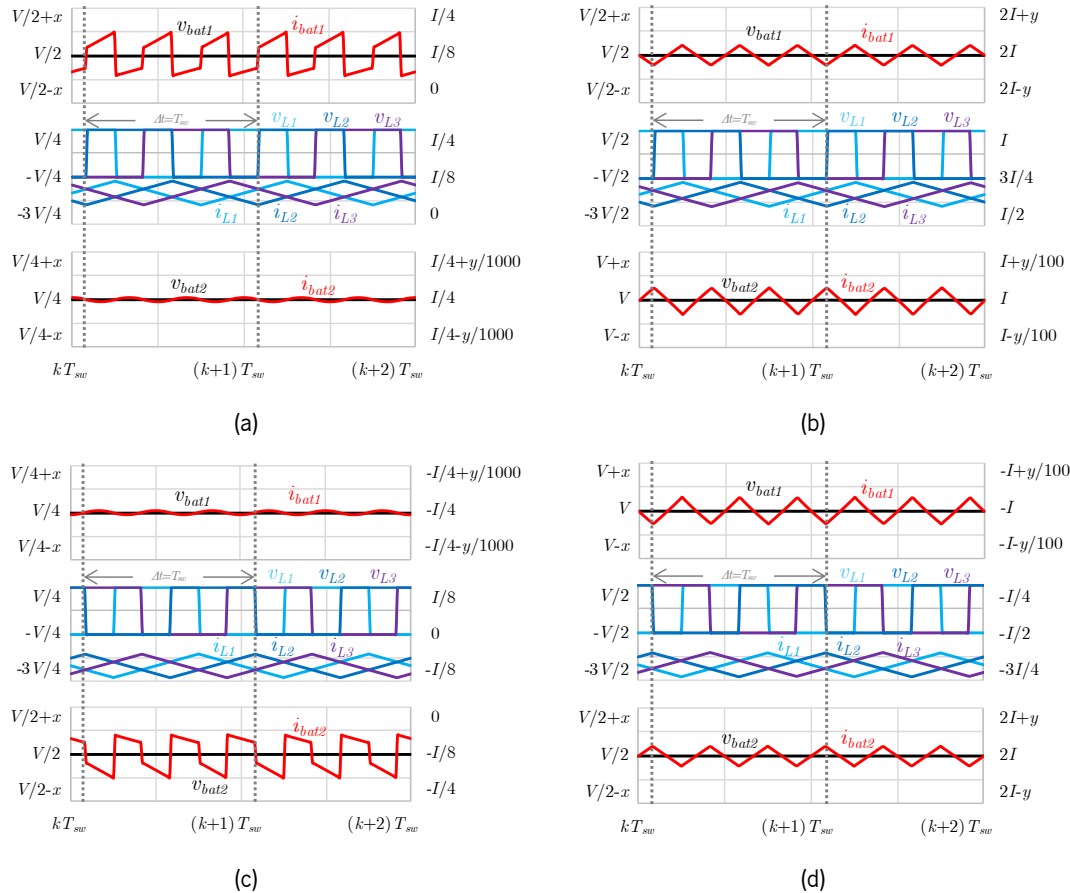 V/2+x v_bat1 i_bat1 I/4
V/2 I/8
V/2-x 0
Δt=T_sw v_L1 v_L2 v_L3
V/4 I/4
-V/4 I/8
-3V/4 i_L1 i_L2 i_L3 0
V/4+x I/4+y/1000
v_bat2 i_bat2
V/4 I/4
V/4-x I/4-y/1000
kT_sw (k+1)T_sw (k+2)T_sw
(a)
V/2+x v_bat1 i_bat1 2I+y
V/2 2I
V/2-x 2I-y
Δt=T_sw v_L1 v_L2 v_L3
V/2 I
-V/2 3I/4
-3V/2 i_L1 i_L2 i_L3 I/2
V+x I+y/100
v_bat2 i_bat2
V I
V-x I-y/100
kT_sw (k+1)T_sw (k+2)T_sw
(b)
V/4+x -I/4+y/1000
v_bat1 i_bat1
V/4 -I/4
V/4-x -I/4-y/1000
Δt=T_sw v_L1 v_L2 v_L3
V/4 I/8
-V/4 0
i_L1 i_L2 i_L3
-3V/4 -I/8
V/2+x i_bat2 0
V/2 -I/8
V/2-x v_bat2 -I/4
kT_sw (k+1)T_sw (k+2)T_sw
(c)
V+x -I+y/100
v_bat1 i_bat1
V -I
V-x -I-y/100
Δt=T_sw v_L1 v_L2 v_L3
V/2 -I/4
-V/2 -I/2
i_L1 i_L2 i_L3
-3V/2 -3I/4
V/2+x 2I+y
v_bat2 i_bat2
V/2 2I
V/2-x 2I-y
kT_sw (k+1)T_sw (k+2)T_sw
(d)